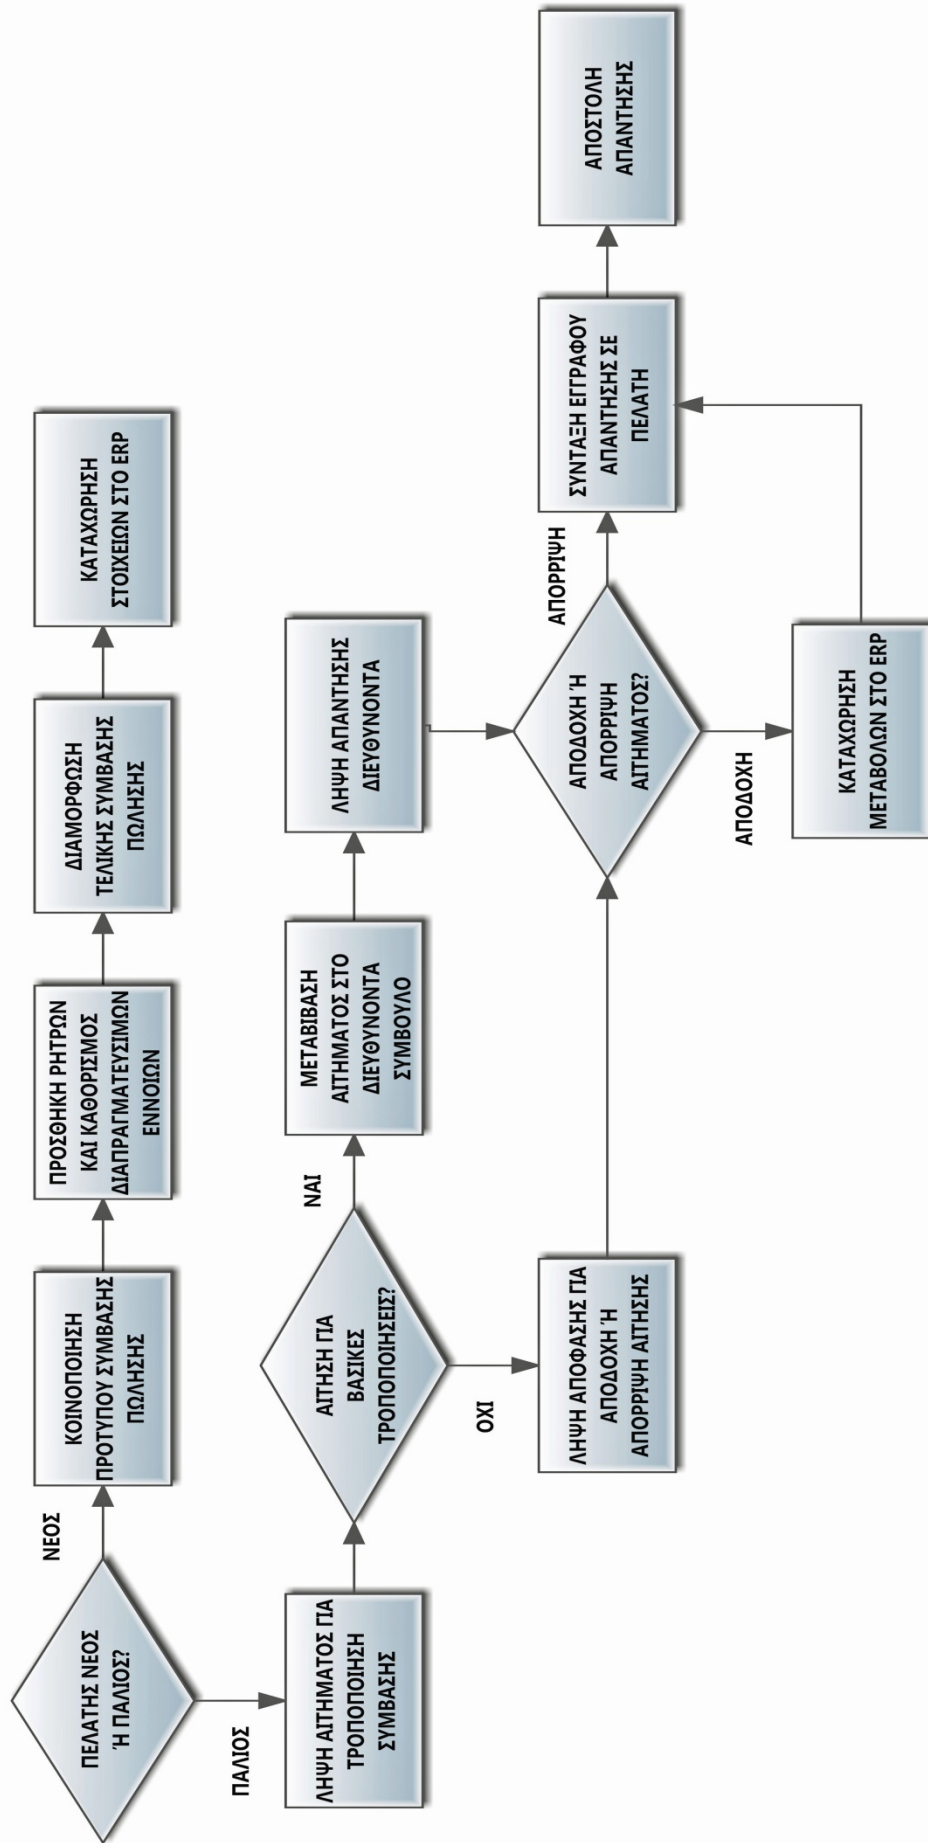 ΠΕΛΑΤΗΣ ΝΕΟΣ
Ή ΠΑΛΙΟΣ?
ΝΕΟΣ
ΚΟΙΝΟΠΟΙΗΣΗ
ΠΡΟΤΥΠΟΥ ΣΥΜΒΑΣΗΣ
ΠΩΛΗΣΗΣ
ΠΡΟΣΘΗΚΗ ΡΗΤΡΩΝ
ΚΑΙ ΚΑΘΟΡΙΣΜΟΣ
ΔΙΑΠΡΑΓΜΑΤΕΥΣΙΜΩΝ
ΕΝΝΟΙΩΝ
ΔΙΑΜΟΡΦΩΣΗ
ΤΕΛΙΚΗΣ ΣΥΜΒΑΣΗΣ
ΠΩΛΗΣΗΣ
ΚΑΤΑΧΩΡΗΣΗ
ΣΤΟΙΧΕΙΩΝ ΣΤΟ ERP
ΠΑΛΙΟΣ
ΛΗΨΗ ΑΙΤΗΜΑΤΟΣ ΓΙΑ
ΤΡΟΠΟΠΟΙΗΣΗ
ΣΥΜΒΑΣΗΣ
ΑΙΤΗΣΗ ΓΙΑ
ΒΑΣΙΚΕΣ
ΤΡΟΠΟΠΟΙΗΣΕΙΣ?
ΝΑΙ
ΜΕΤΑΒΙΒΑΣΗ
ΑΙΤΗΜΑΤΟΣ ΣΤΟ
ΔΙΕΥΘΥΝΟΝΤΑ
ΣΥΜΒΟΥΛΟ
ΛΗΨΗ ΑΠΑΝΤΗΣΗΣ
ΔΙΕΥΘΥΝΟΝΤΑ
ΟΧΙ
ΛΗΨΗ ΑΠΟΦΑΣΗΣ ΓΙΑ
ΑΠΟΔΟΧΗ Ή
ΑΠΟΡΡΙΨΗ ΑΙΤΗΣΗΣ
ΑΠΟΔΟΧΗ Ή
ΑΠΟΡΡΙΨΗ
ΑΙΤΗΜΑΤΟΣ?
ΑΠΟΡΡΙΨΗ
ΣΥΝΤΑΞΗ ΕΓΓΡΑΦΟΥ
ΑΠΑΝΤΗΣΗΣ ΣΕ
ΠΕΛΑΤΗ
ΑΠΟΣΤΟΛΗ
ΑΠΑΝΤΗΣΗΣ
ΑΠΟΔΟΧΗ
ΚΑΤΑΧΩΡΗΣΗ
ΜΕΤΑΒΟΛΩΝ ΣΤΟ ERP